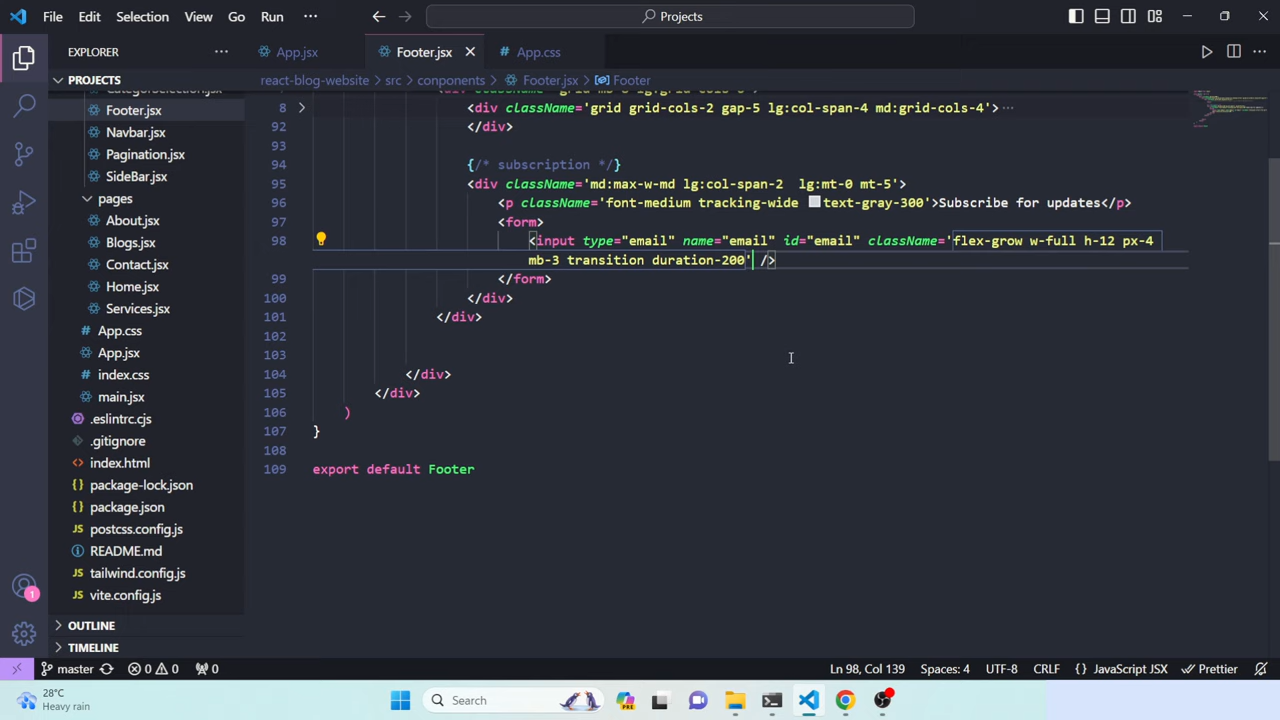 File Edit Selection View Go Run ··· Projects
EXPLORER ··· App.jsx Footer.jsx App.css
PROJECTS react-blog-website > src > conponents > Footer.jsx > Footer
Footer.jsx
Navbar.jsx
Pagination.jsx
SideBar.jsx
pages
About.jsx
Blogs.jsx
Contact.jsx
Home.jsx
Services.jsx
App.css
App.jsx
index.css
main.jsx
.eslintrc.cjs
.gitignore
index.html
package-lock.json
package.json
postcss.config.js
README.md
tailwind.config.js
vite.config.js
OUTLINE
TIMELINE
8 <div className='grid grid-cols-2 gap-5 lg:col-span-4 md:grid-cols-4'>···
92 </div>
93
94 {/* subscription */}
95 <div className='md:max-w-md lg:col-span-2  lg:mt-0 mt-5'>
96 <p className='font-medium tracking-wide text-gray-300'>Subscribe for updates</p>
97 <form>
98 <input type="email" name="email" id="email" className='flex-grow w-full h-12 px-4
mb-3 transition duration-200' />
99 </form>
100 </div>
101 </div>
102
103
104 </div>
105 </div>
106 )
107 }
108
109 export default Footer
master 0 0 0 Ln 98, Col 139 Spaces: 4 UTF-8 CRLF {} JavaScript JSX Prettier
1
28°C
Heavy rain
Search
PRE